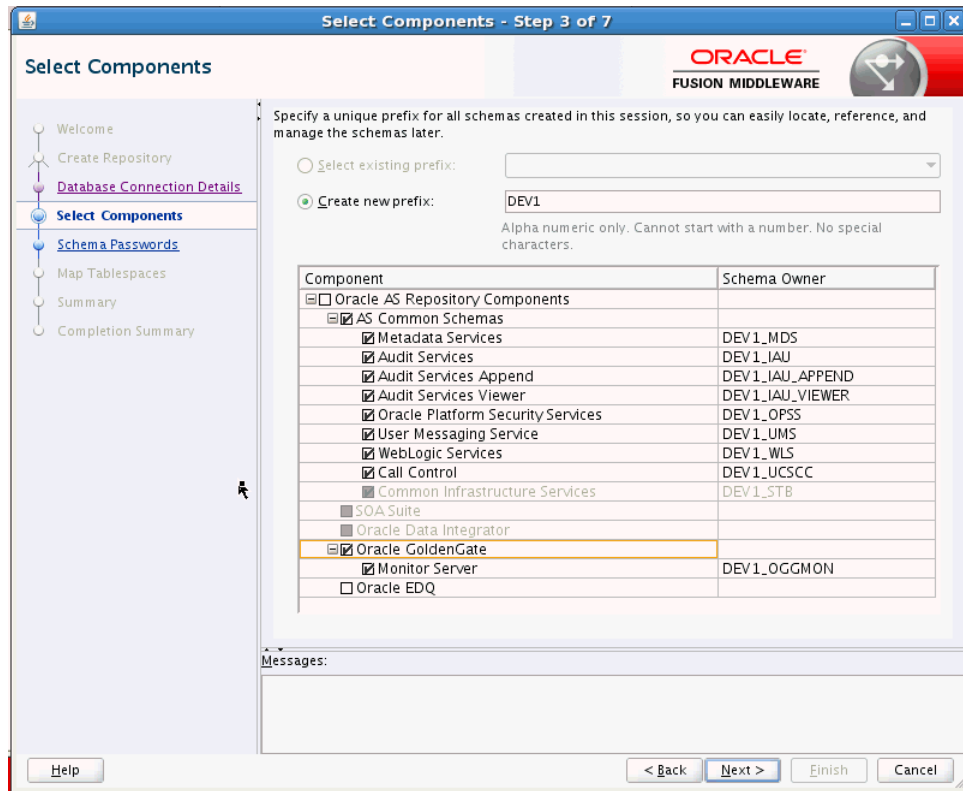 Select Components - Step 3 of 7
Select Components
ORACLE
FUSION MIDDLEWARE
Welcome
Create Repository
Database Connection Details
Select Components
Schema Passwords
Map Tablespaces
Summary
Completion Summary
Specify a unique prefix for all schemas created in this session, so you can easily locate, reference, and
manage the schemas later.
Select existing prefix:
Create new prefix: DEV1
Alpha numeric only. Cannot start with a number. No special
characters.
Component Schema Owner
Oracle AS Repository Components
AS Common Schemas
Metadata Services DEV1_MDS
Audit Services DEV1_IAU
Audit Services Append DEV1_IAU_APPEND
Audit Services Viewer DEV1_IAU_VIEWER
Oracle Platform Security Services DEV1_OPSS
User Messaging Service DEV1_UMS
WebLogic Services DEV1_WLS
Call Control DEV1_UCSCC
Common Infrastructure Services DEV1_STB
SOA Suite
Oracle Data Integrator
Oracle GoldenGate
Monitor Server DEV1_OGGMON
Oracle EDQ
Messages:
Help < Back Next > Finish Cancel